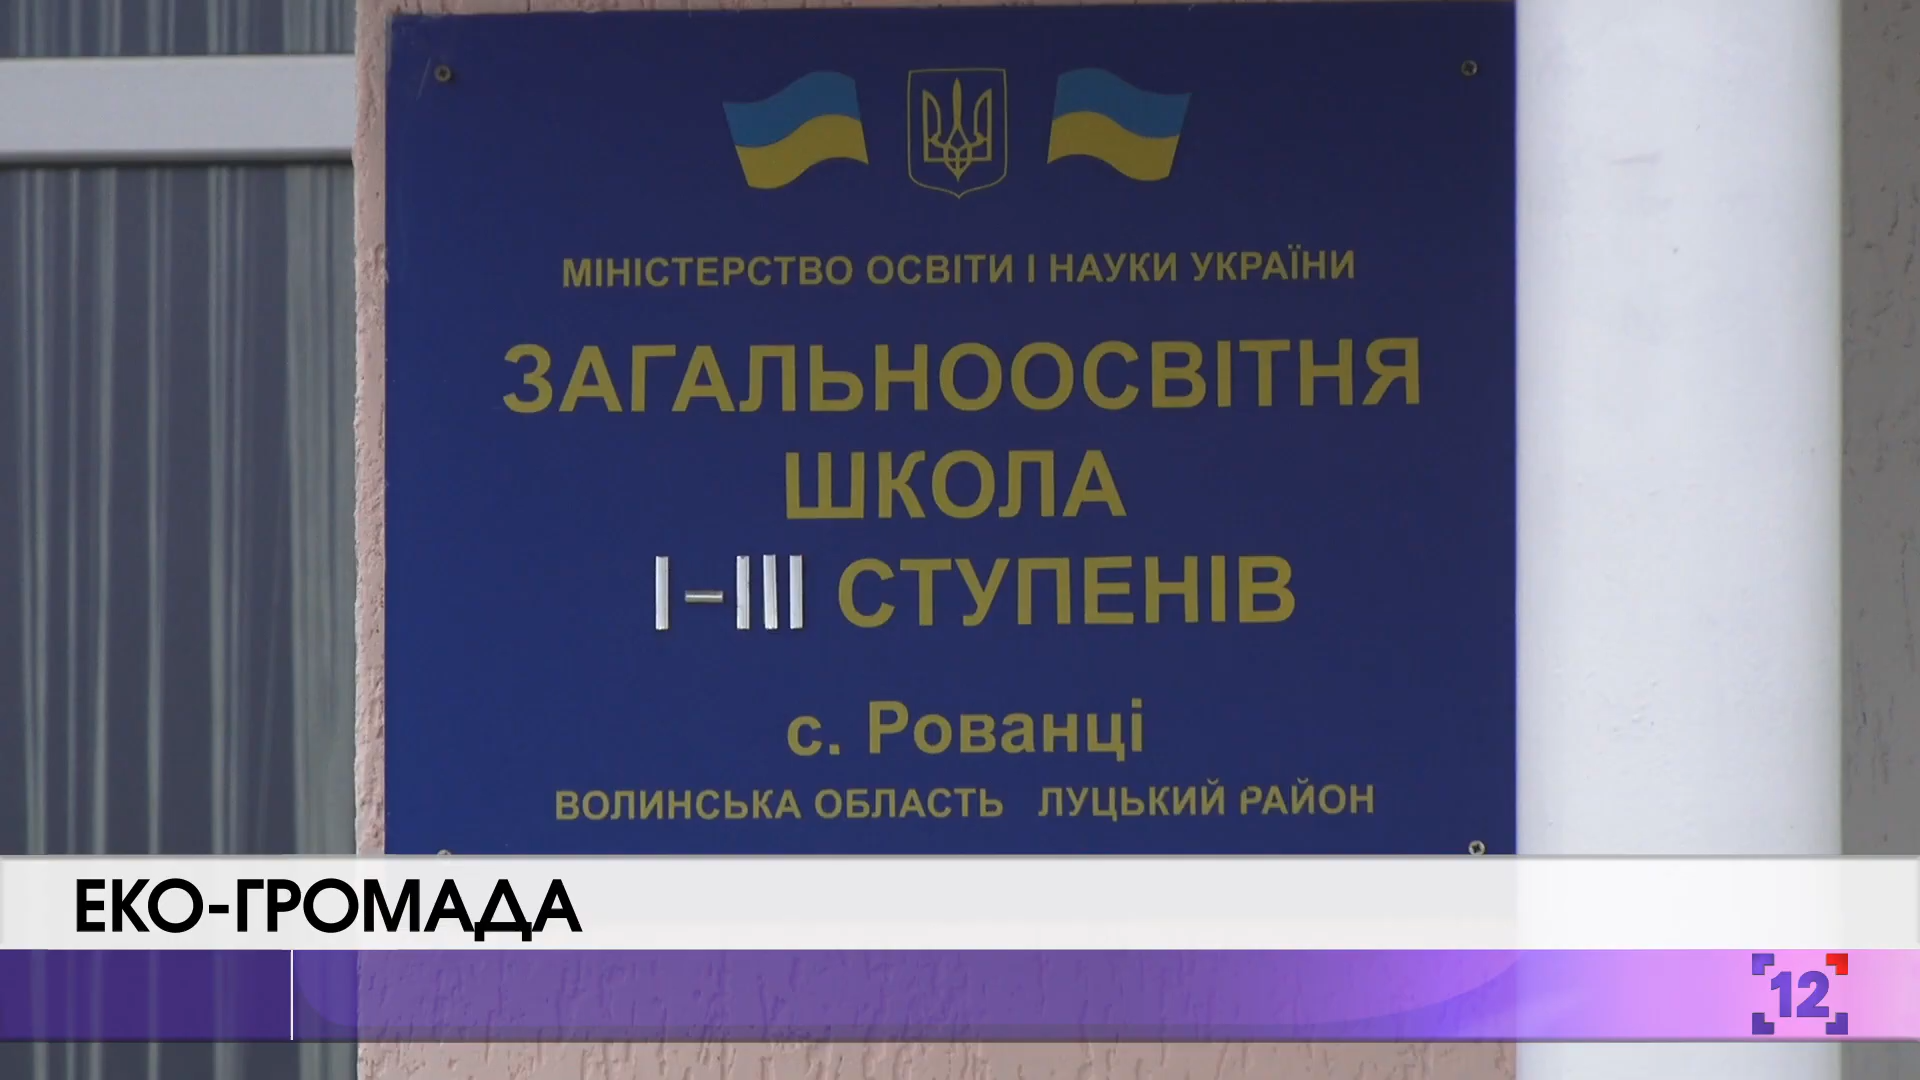 МІНІСТЕРСТВО ОСВІТИ І НАУКИ УКРАЇНИ
ЗАГАЛЬНООСВІТНЯ
ШКОЛА
І–ІІІ СТУПЕНІВ
с. Рованці
ВОЛИНСЬКА ОБЛАСТЬ ЛУЦЬКИЙ РАЙОН
ЕКО-ГРОМАДА
12